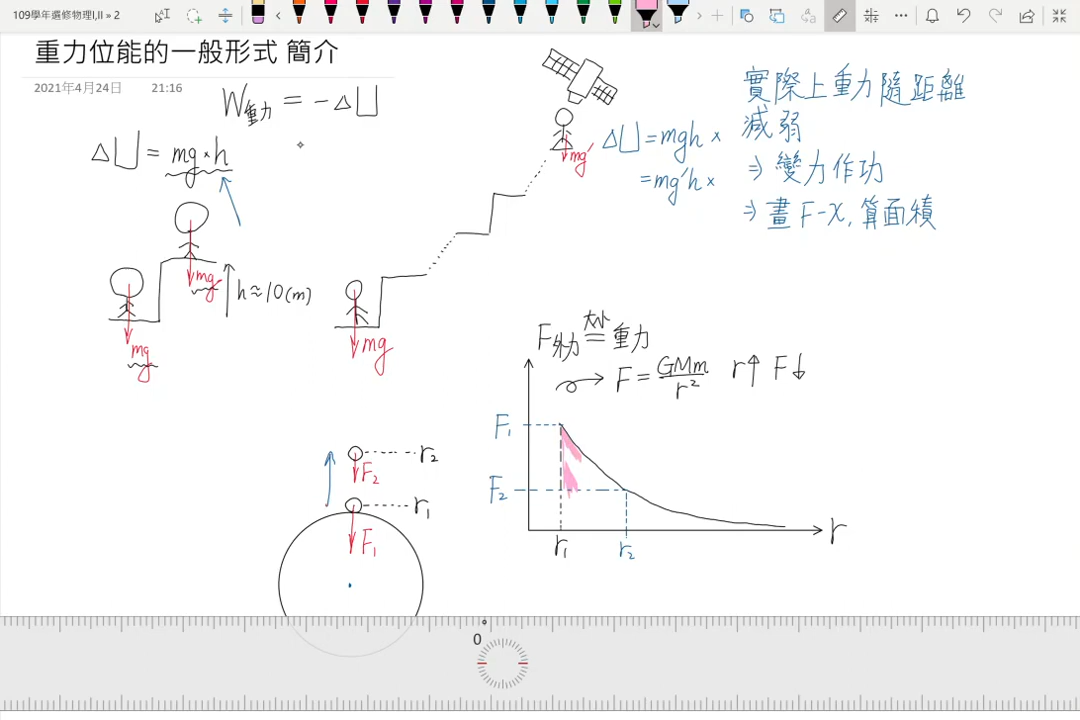 109學年選修物理I,II » 2
重力位能的一般形式 簡介
2021年4月24日 21:16
W重力 = -△U
△U = mg×h
mg
h≈10(m)
mg
mg
mg'
△U = mgh ×
= mg'h ×
實際上重力隨距離
減弱
⇒ 變力作功
⇒ 畫 F-x, 算面積
F外力 = 重力
F = GMm/r² r↑ F↓
F₁
F₂
r₁
r₂
r
r₂
F₂
r₁
F₁
0